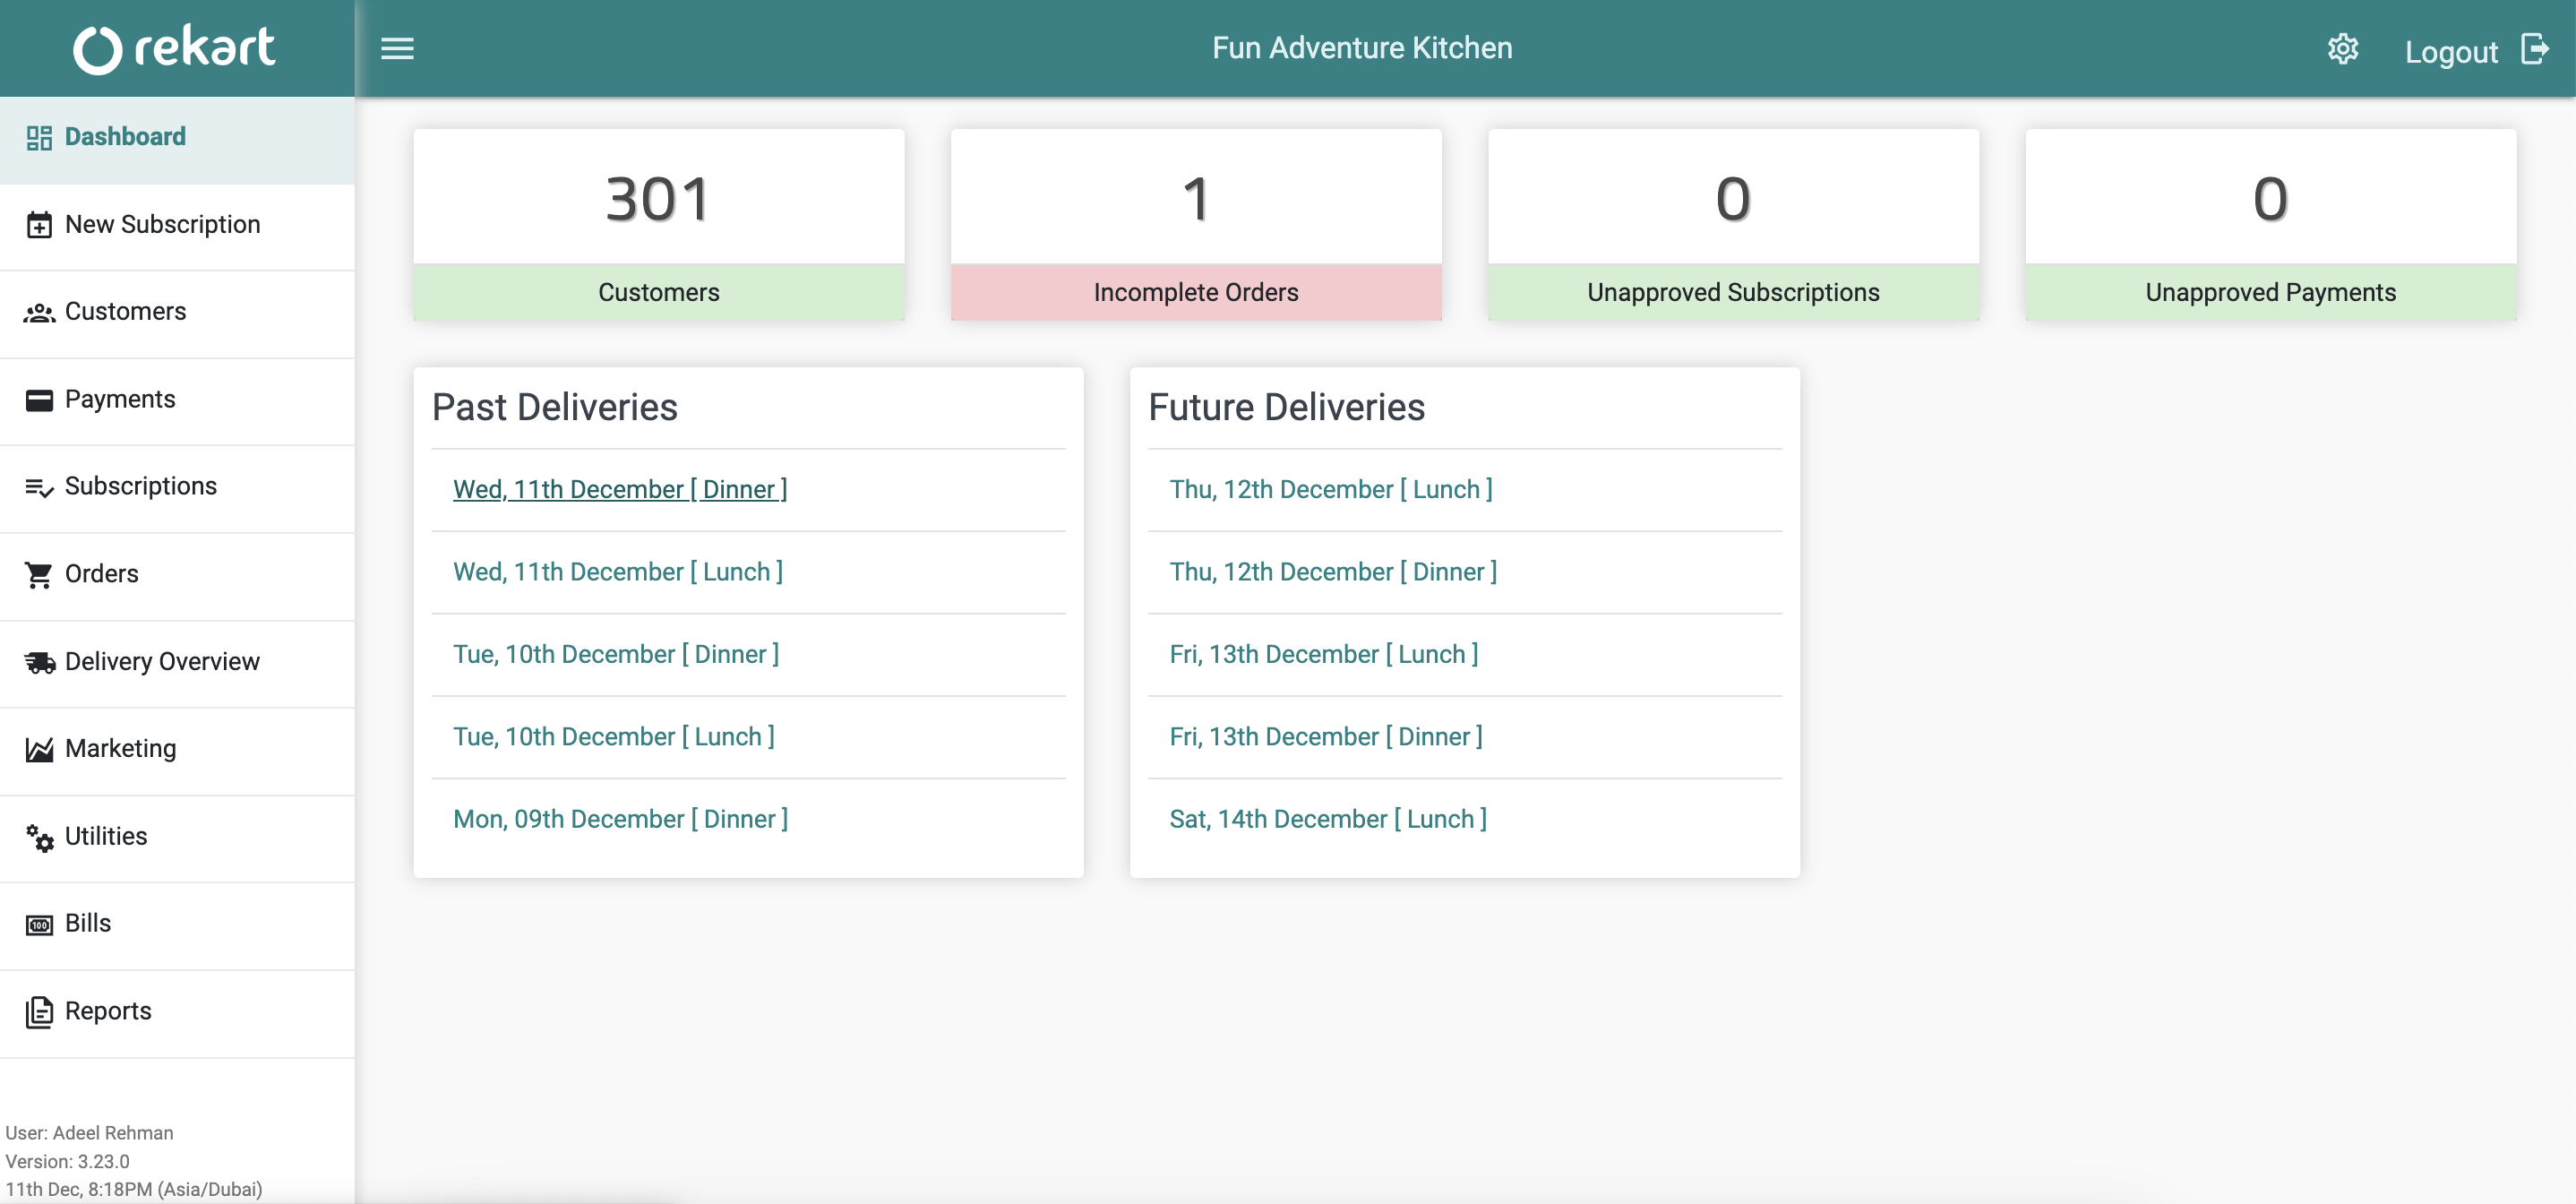 rekart
Fun Adventure Kitchen
Logout
Dashboard
New Subscription
Customers
Payments
Subscriptions
Orders
Delivery Overview
Marketing
Utilities
Bills
Reports
User: Adeel Rehman
Version: 3.23.0
11th Dec, 8:18PM (Asia/Dubai)
301
Customers
1
Incomplete Orders
0
Unapproved Subscriptions
0
Unapproved Payments
Past Deliveries
Wed, 11th December [ Dinner ]
Wed, 11th December [ Lunch ]
Tue, 10th December [ Dinner ]
Tue, 10th December [ Lunch ]
Mon, 09th December [ Dinner ]
Future Deliveries
Thu, 12th December [ Lunch ]
Thu, 12th December [ Dinner ]
Fri, 13th December [ Lunch ]
Fri, 13th December [ Dinner ]
Sat, 14th December [ Lunch ]